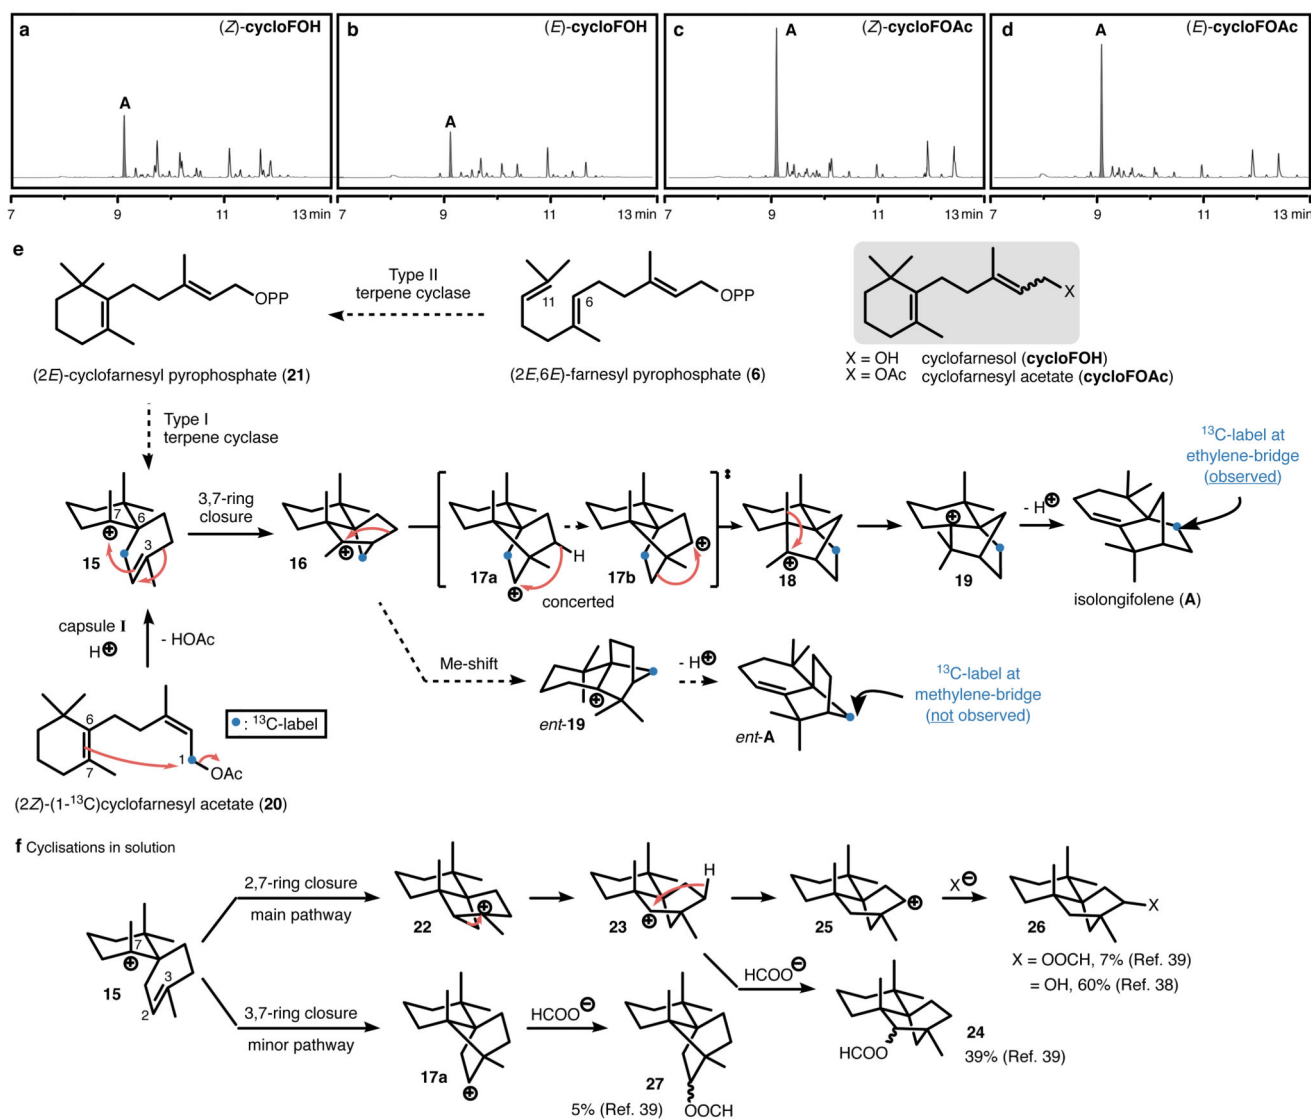 a
(Z)-cycloFOH
A
b
(E)-cycloFOH
A
c
(Z)-cycloFOAc
A
d
(E)-cycloFOAc
A
7 9 11 13 min
7 9 11 13 min
7 9 11 13 min
7 9 11 13 min
e
OPP
(2E)-cyclofarnesyl pyrophosphate (21)
Type II
terpene cyclase
11
6
OPP
(2E,6E)-farnesyl pyrophosphate (6)
X
X = OH cyclofarnesol (cycloFOH)
X = OAc cyclofarnesyl acetate (cycloFOAc)
Type I
terpene cyclase
7
6
3
15
3,7-ring
closure
16
17a
H
concerted
17b
‡
18
19
- H⊕
isolongifolene (A)
¹³C-label at
ethylene-bridge
(observed)
capsule I
H⊕
- HOAc
Me-shift
ent-19
- H⊕
ent-A
¹³C-label at
methylene-bridge
(not observed)
6
7
1
OAc
: ¹³C-label
(2Z)-(1-¹³C)cyclofarnesyl acetate (20)
f Cyclisations in solution
7
15
3
2
2,7-ring closure
main pathway
22
H
23
25
X⊖
X
26
X = OOCH, 7% (Ref. 39)
= OH, 60% (Ref. 38)
3,7-ring closure
minor pathway
17a
HCOO⊖
27
OOCH
5% (Ref. 39)
HCOO⊖
HCOO
24
39% (Ref. 39)